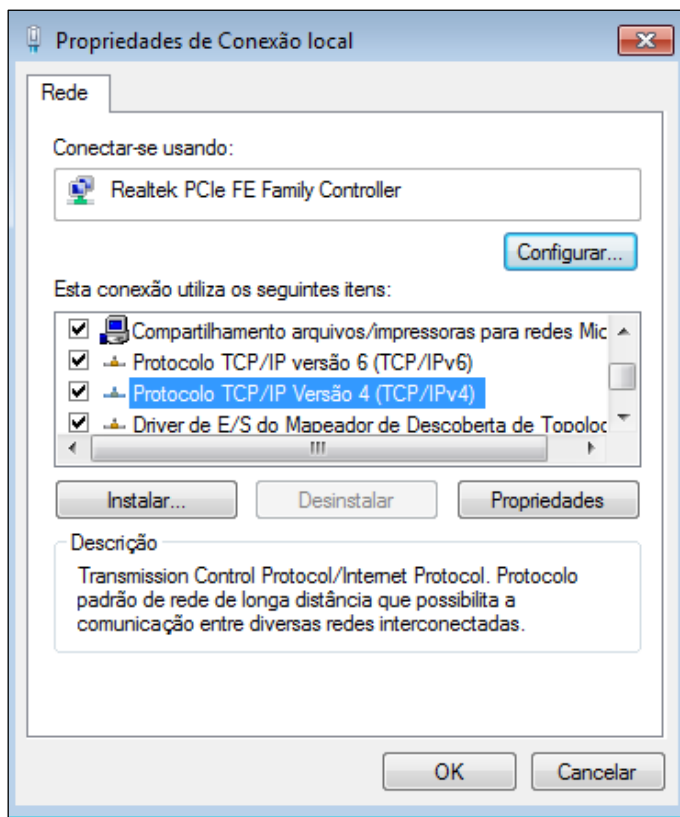 Propriedades de Conexão local
Rede
Conectar-se usando:
Realtek PCIe FE Family Controller
Configurar...
Esta conexão utiliza os seguintes itens:
Compartilhamento arquivos/impressoras para redes Mic
Protocolo TCP/IP versão 6 (TCP/IPv6)
Protocolo TCP/IP Versão 4 (TCP/IPv4)
Driver de E/S do Mapeador de Descoberta de Topoloc
Instalar...
Desinstalar
Propriedades
Descrição
Transmission Control Protocol/Internet Protocol. Protocolo
padrão de rede de longa distância que possibilita a
comunicação entre diversas redes interconectadas.
OK
Cancelar